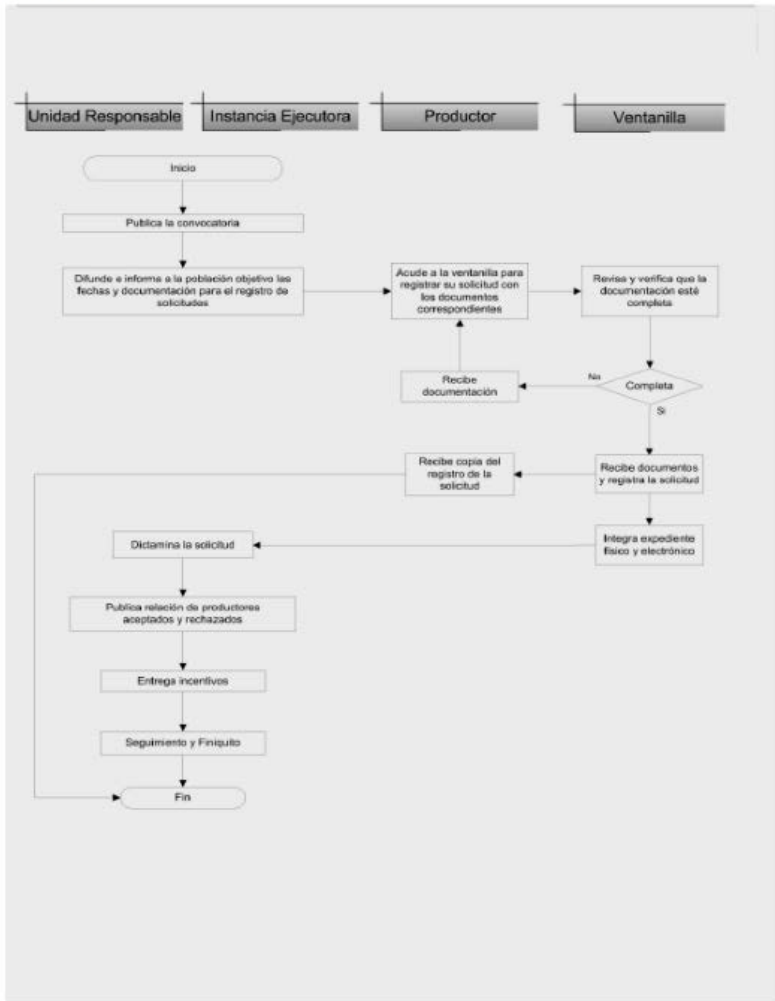 Unidad Responsable
Instancia Ejecutora
Productor
Ventanilla
Inicio
Publica la convocatoria
Difunde e informa a la población objetivo las
fechas y documentación para el registro de
solicitudes
Acude a la ventanilla para
registrar su solicitud con
los documentos
correspondientes
Revisa y verifica que la
documentación esté
completa
Completa
No
Si
Recibe
documentación
Recibe documentos
y registra la solicitud
Recibe copia del
registro de la
solicitud
Integra expediente
físico y electrónico
Dictamina la solicitud
Publica relación de productores
aceptados y rechazados
Entrega incentivos
Seguimiento y Finiquito
Fin